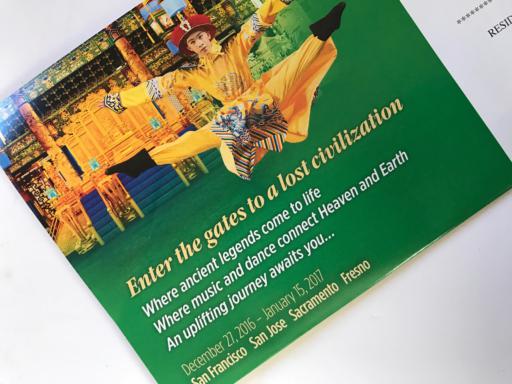 Enter the gates to a lost civilization
Where ancient legends come to life
Where music and dance connect Heaven and Earth
An uplifting journey awaits you...
December 27, 2016 – January 15, 2017
San Francisco San Jose Sacramento Fresno